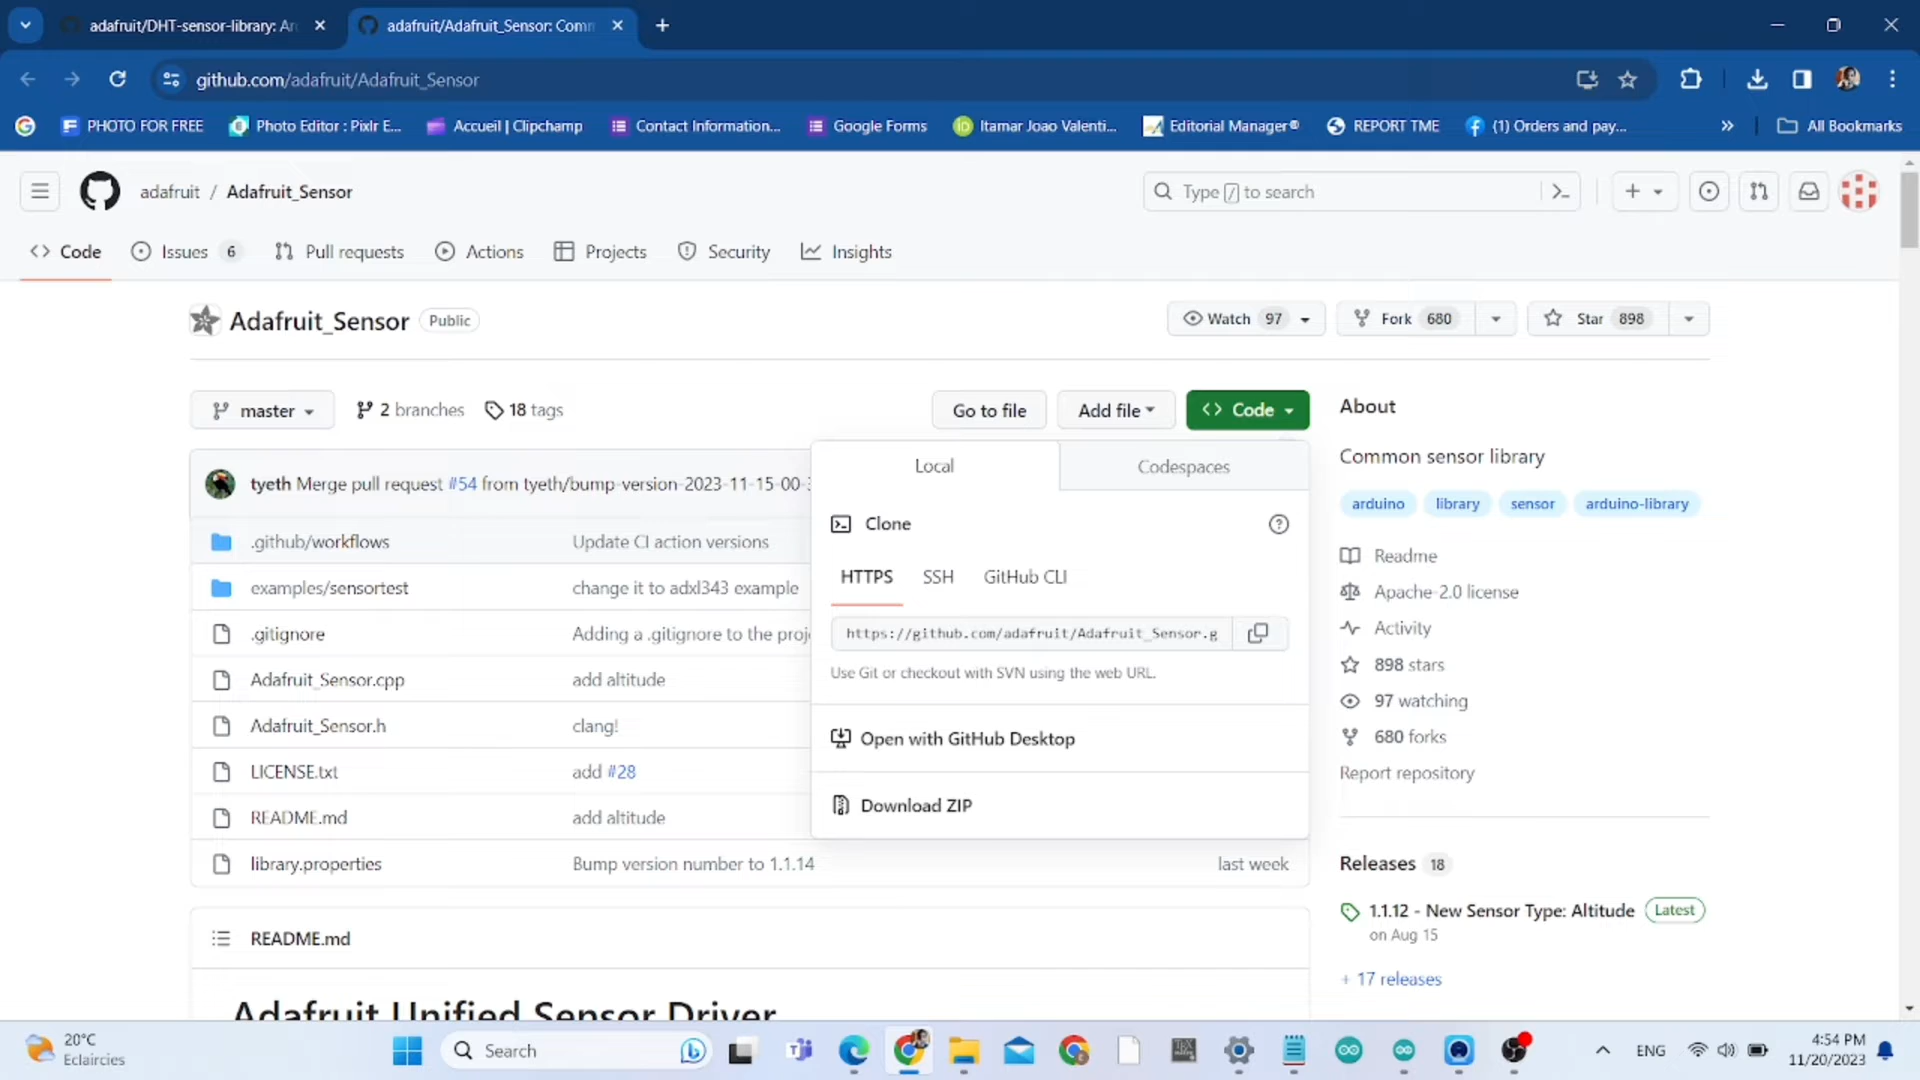 adafruit/DHT-sensor-library: Ar
adafruit/Adafruit_Sensor: Comm
github.com/adafruit/Adafruit_Sensor
PHOTO FOR FREE
Photo Editor : Pixlr E...
Accueil | Clipchamp
Contact Information...
Google Forms
Itamar Joao Valenti...
Editorial Manager®
REPORT TME
(1) Orders and pay...
All Bookmarks
adafruit / Adafruit_Sensor
Type / to search
Code
Issues 6
Pull requests
Actions
Projects
Security
Insights
Adafruit_Sensor Public
Watch 97
Fork 680
Star 898
master
2 branches
18 tags
Go to file
Add file
Code
tyeth Merge pull request #54 from tyeth/bump-version-2023-11-15-00-3
.github/workflows Update CI action versions
examples/sensortest change it to adxl343 example
.gitignore Adding a .gitignore to the proj
Adafruit_Sensor.cpp add altitude
Adafruit_Sensor.h clang!
LICENSE.txt add #28
README.md add altitude
library.properties Bump version number to 1.1.14 last week
Local
Codespaces
Clone
HTTPS SSH GitHub CLI
https://github.com/adafruit/Adafruit_Sensor.g
Use Git or checkout with SVN using the web URL.
Open with GitHub Desktop
Download ZIP
README.md
Adafruit Unified Sensor Driver
About
Common sensor library
arduino library sensor arduino-library
Readme
Apache-2.0 license
Activity
898 stars
97 watching
680 forks
Report repository
Releases 18
1.1.12 - New Sensor Type: Altitude Latest
on Aug 15
+ 17 releases
20°C
Eclaircies
Search
ENG
4:54 PM
11/20/2023